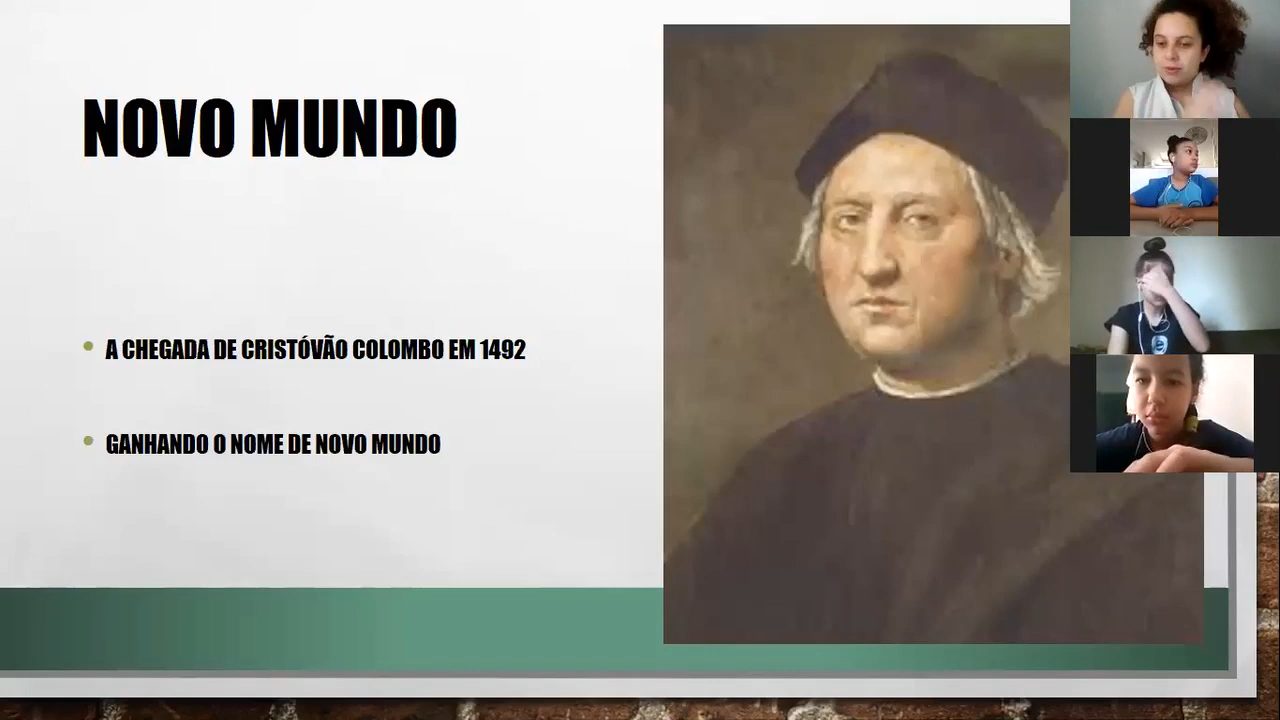 NOVO MUNDO
A CHEGADA DE CRISTÓVÃO COLOMBO EM 1492
GANHANDO O NOME DE NOVO MUNDO